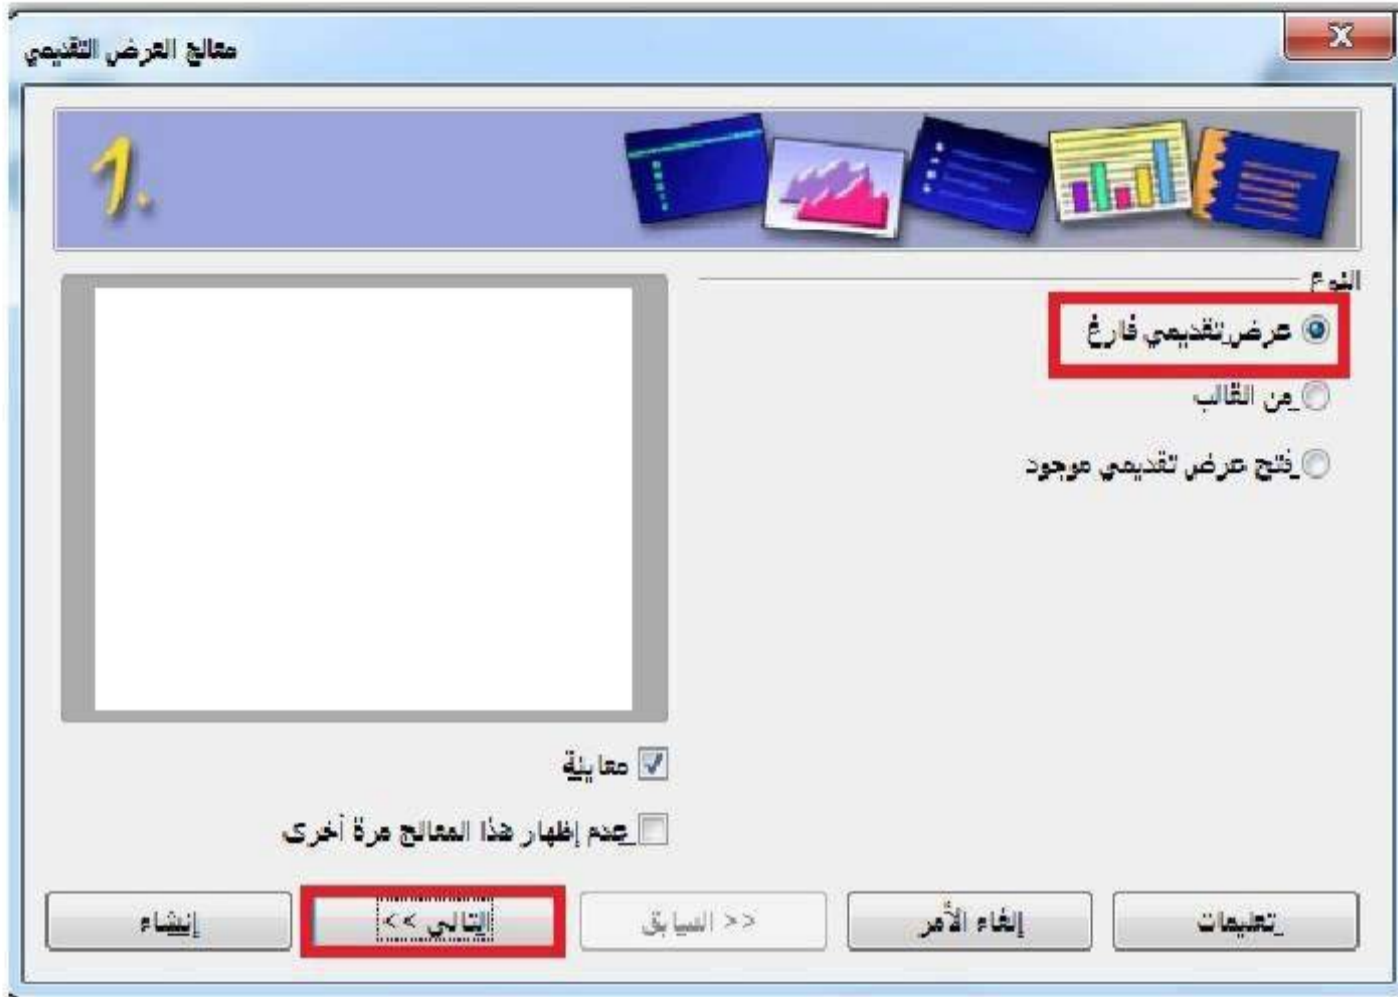 معالج العرض التقديمي
1.
النوع
عرض تقديمي فارغ
من القالب
فتح عرض تقديمي موجود
معاينة
عدم إظهار هذا المعالج مرة أخرى
تعليمات
إلغاء الأمر
<< السابق
التالي >>
إنشاء